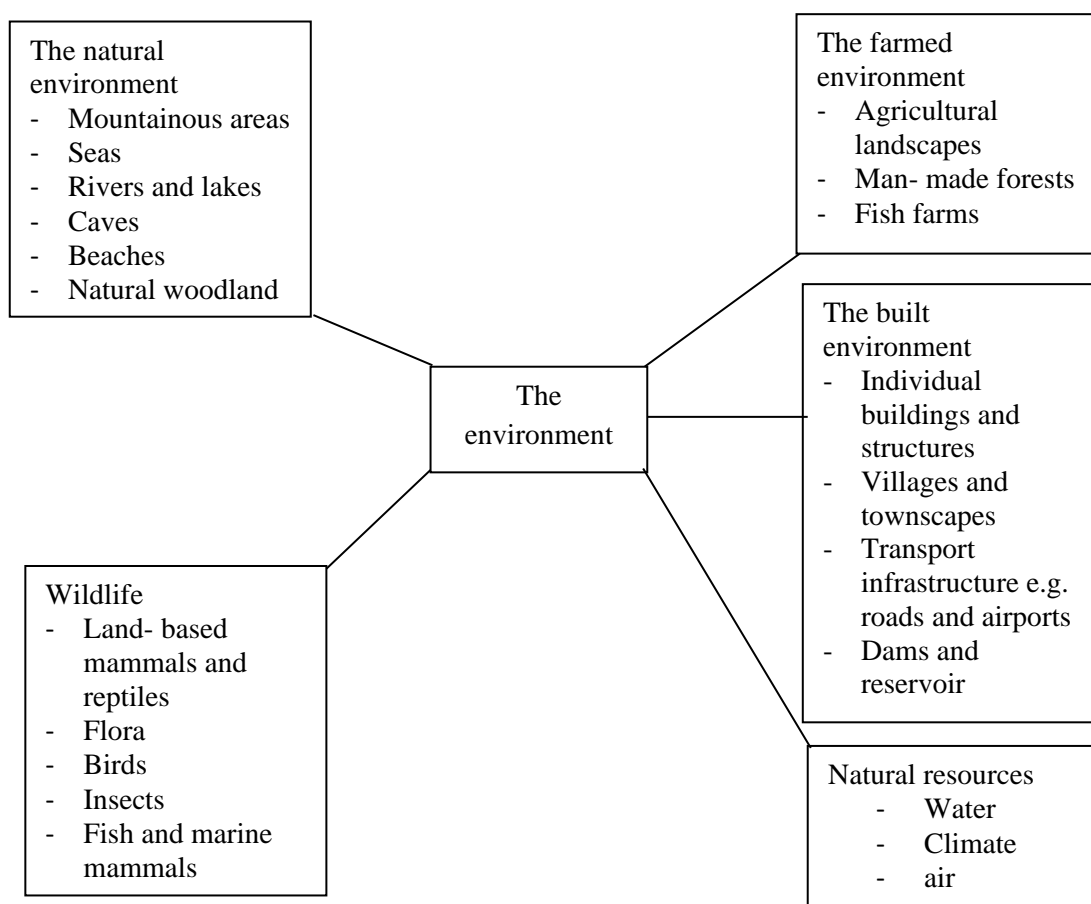 The natural
environment
- Mountainous areas
- Seas
- Rivers and lakes
- Caves
- Beaches
- Natural woodland
The farmed
environment
- Agricultural
landscapes
- Man- made forests
- Fish farms
The
environment
The built
environment
- Individual
buildings and
structures
- Villages and
townscapes
- Transport
infrastructure e.g.
roads and airports
- Dams and
reservoir
Wildlife
- Land- based
mammals and
reptiles
- Flora
- Birds
- Insects
- Fish and marine
mammals
Natural resources
- Water
- Climate
- air